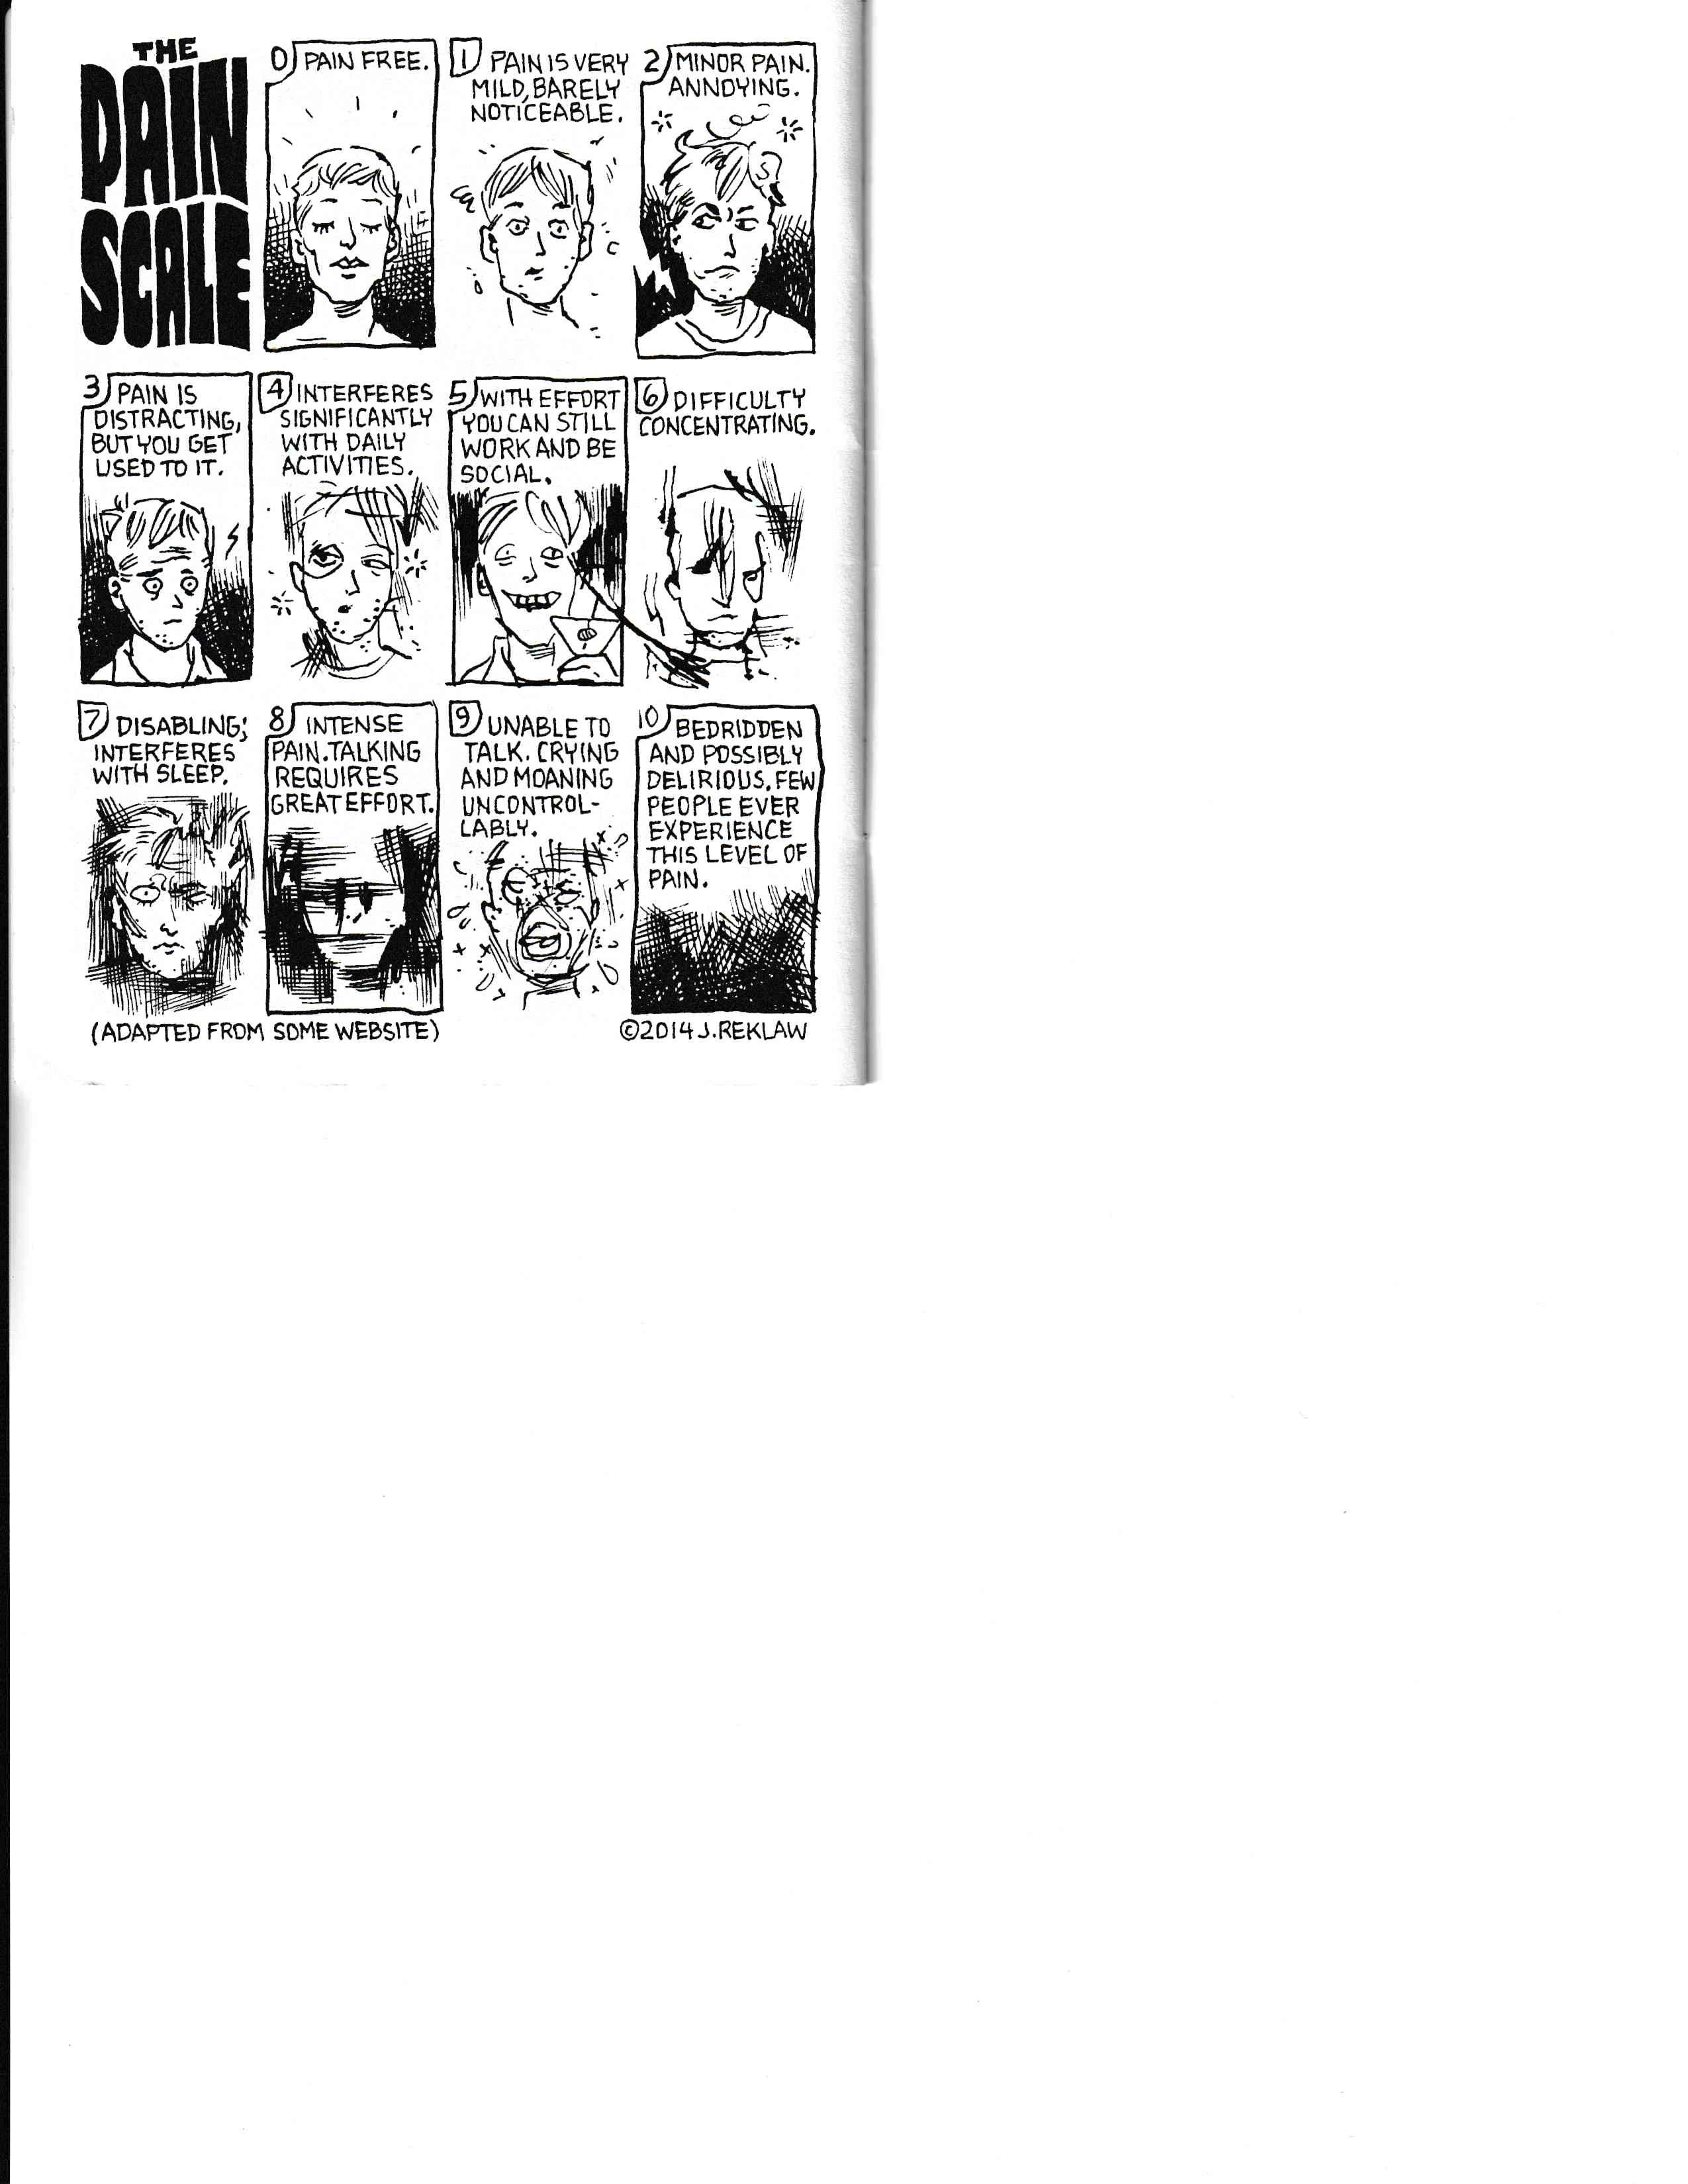 THE
PAIN
SCALE
0 PAIN FREE.
1 PAIN IS VERY
MILD, BARELY
NOTICEABLE.
2 MINOR PAIN.
ANNOYING.
3 PAIN IS
DISTRACTING,
BUT YOU GET
USED TO IT.
4 INTERFERES
SIGNIFICANTLY
WITH DAILY
ACTIVITIES.
5 WITH EFFORT
YOU CAN STILL
WORK AND BE
SOCIAL.
6 DIFFICULTY
CONCENTRATING.
7 DISABLING;
INTERFERES
WITH SLEEP.
8 INTENSE
PAIN. TALKING
REQUIRES
GREAT EFFORT.
9 UNABLE TO
TALK. CRYING
AND MOANING
UNCONTROL-
LABLY.
10 BEDRIDDEN
AND POSSIBLY
DELIRIOUS. FEW
PEOPLE EVER
EXPERIENCE
THIS LEVEL OF
PAIN.
(ADAPTED FROM SOME WEBSITE)
©2014 J. REKLAW